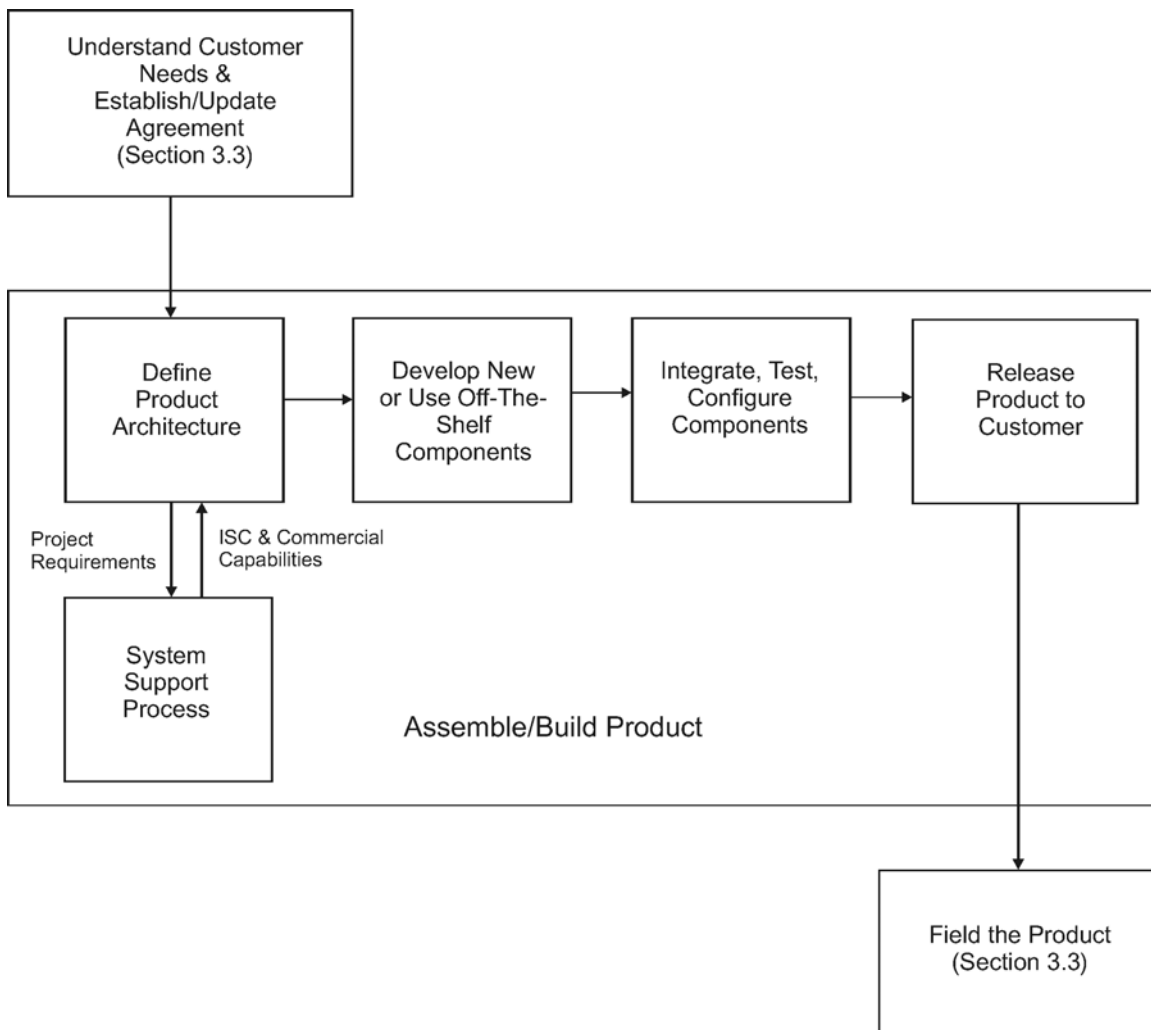 Understand Customer
Needs &
Establish/Update
Agreement
(Section 3.3)
Define
Product
Architecture
Develop New
or Use Off-The-
Shelf
Components
Integrate, Test,
Configure
Components
Release
Product to
Customer
Project
Requirements
ISC & Commercial
Capabilities
System
Support
Process
Assemble/Build Product
Field the Product
(Section 3.3)